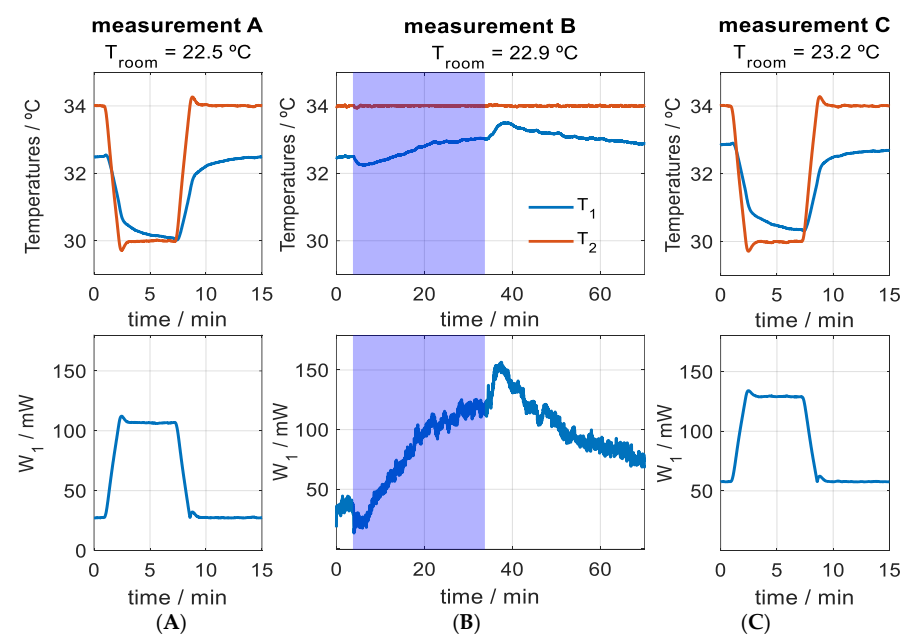 measurement A
measurement B
measurement C
T_room = 22.5 ºC
T_room = 22.9 ºC
T_room = 23.2 ºC
Temperatures / ºC
34
32
30
0 5 10 15
time / min
Temperatures / ºC
34
32
30
T_1
T_2
0 20 40 60
time / min
Temperatures / ºC
34
32
30
0 5 10 15
time / min
W_1 / mW
150
100
50
0
0 5 10 15
time / min
W_1 / mW
150
100
50
0 20 40 60
time / min
W_1 / mW
150
100
50
0 5 10 15
time / min
(A)
(B)
(C)